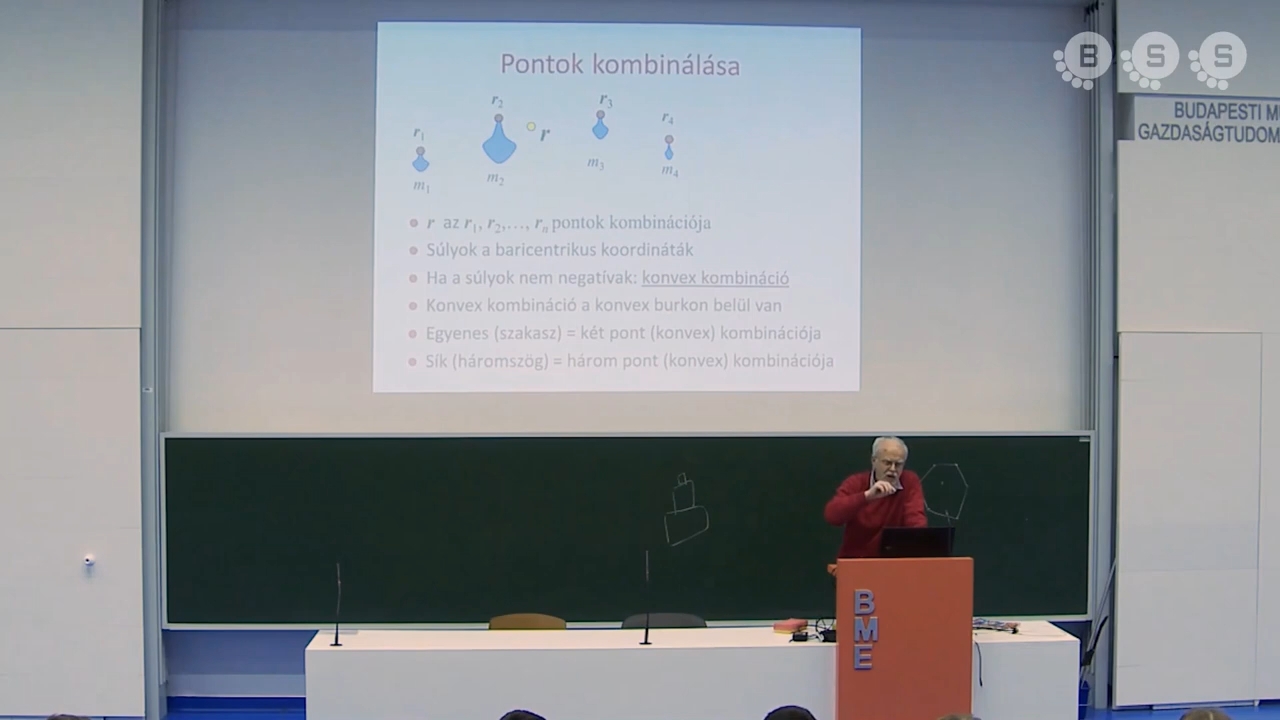 Pontok kombinálása
r1
r2
r
r3
r4
m1
m2
m3
m4
r az r1, r2,…, rn pontok kombinációja
Súlyok a baricentrikus koordináták
Ha a súlyok nem negatívak: konvex kombináció
Konvex kombináció a konvex burkon belül van
Egyenes (szakasz) = két pont (konvex) kombinációja
Sík (háromszög) = három pont (konvex) kombinációja
B S S
BUDAPESTI M
GAZDASÁGTUDOM
BME